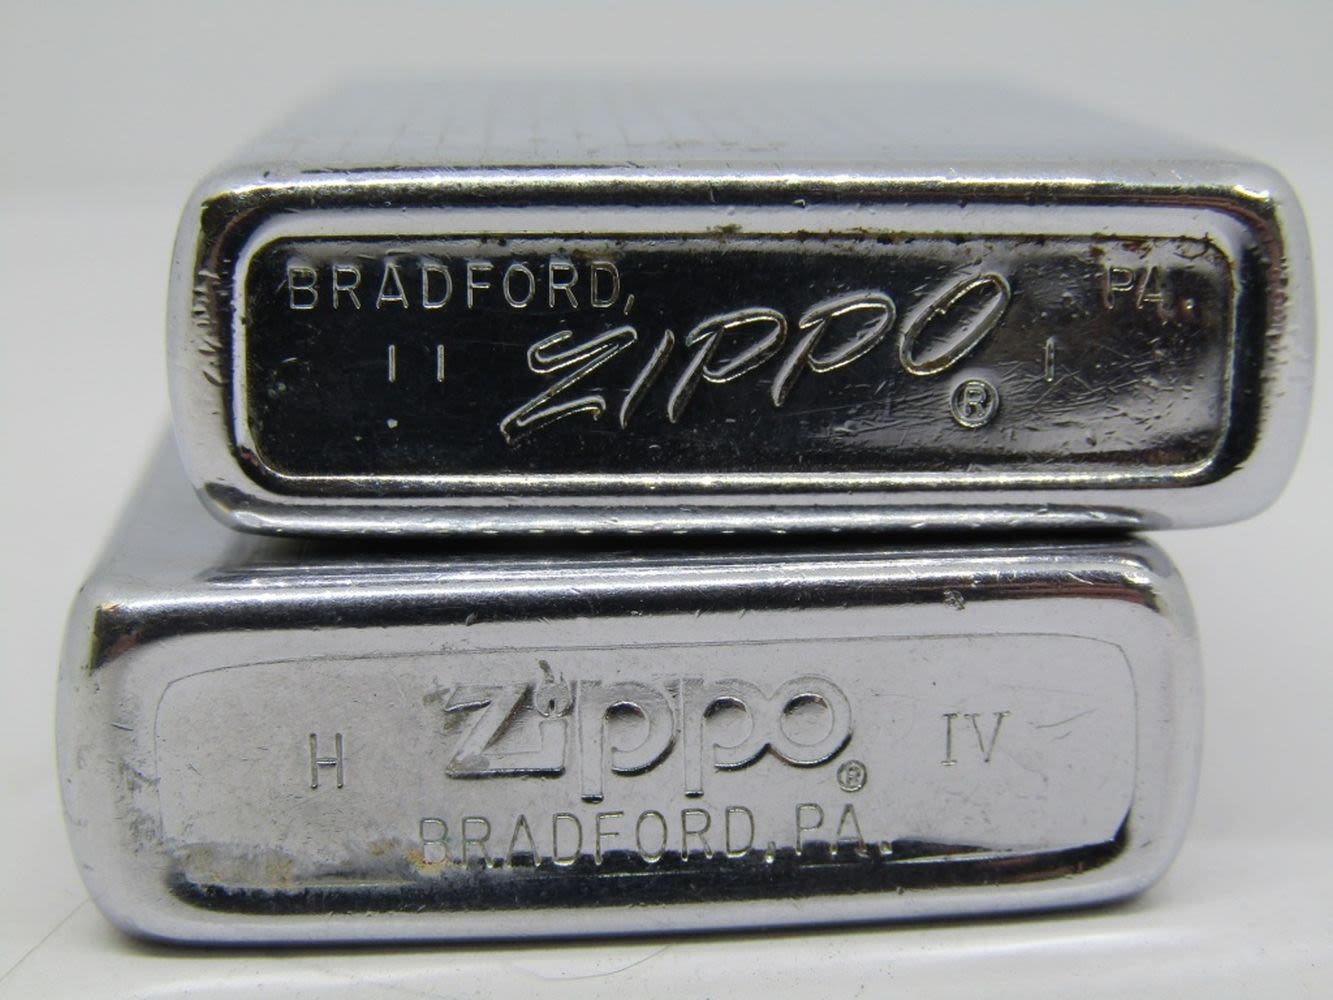 BRADFORD, PA.
II ZIPPO ® I
H Zippo ® IV
BRADFORD, PA.